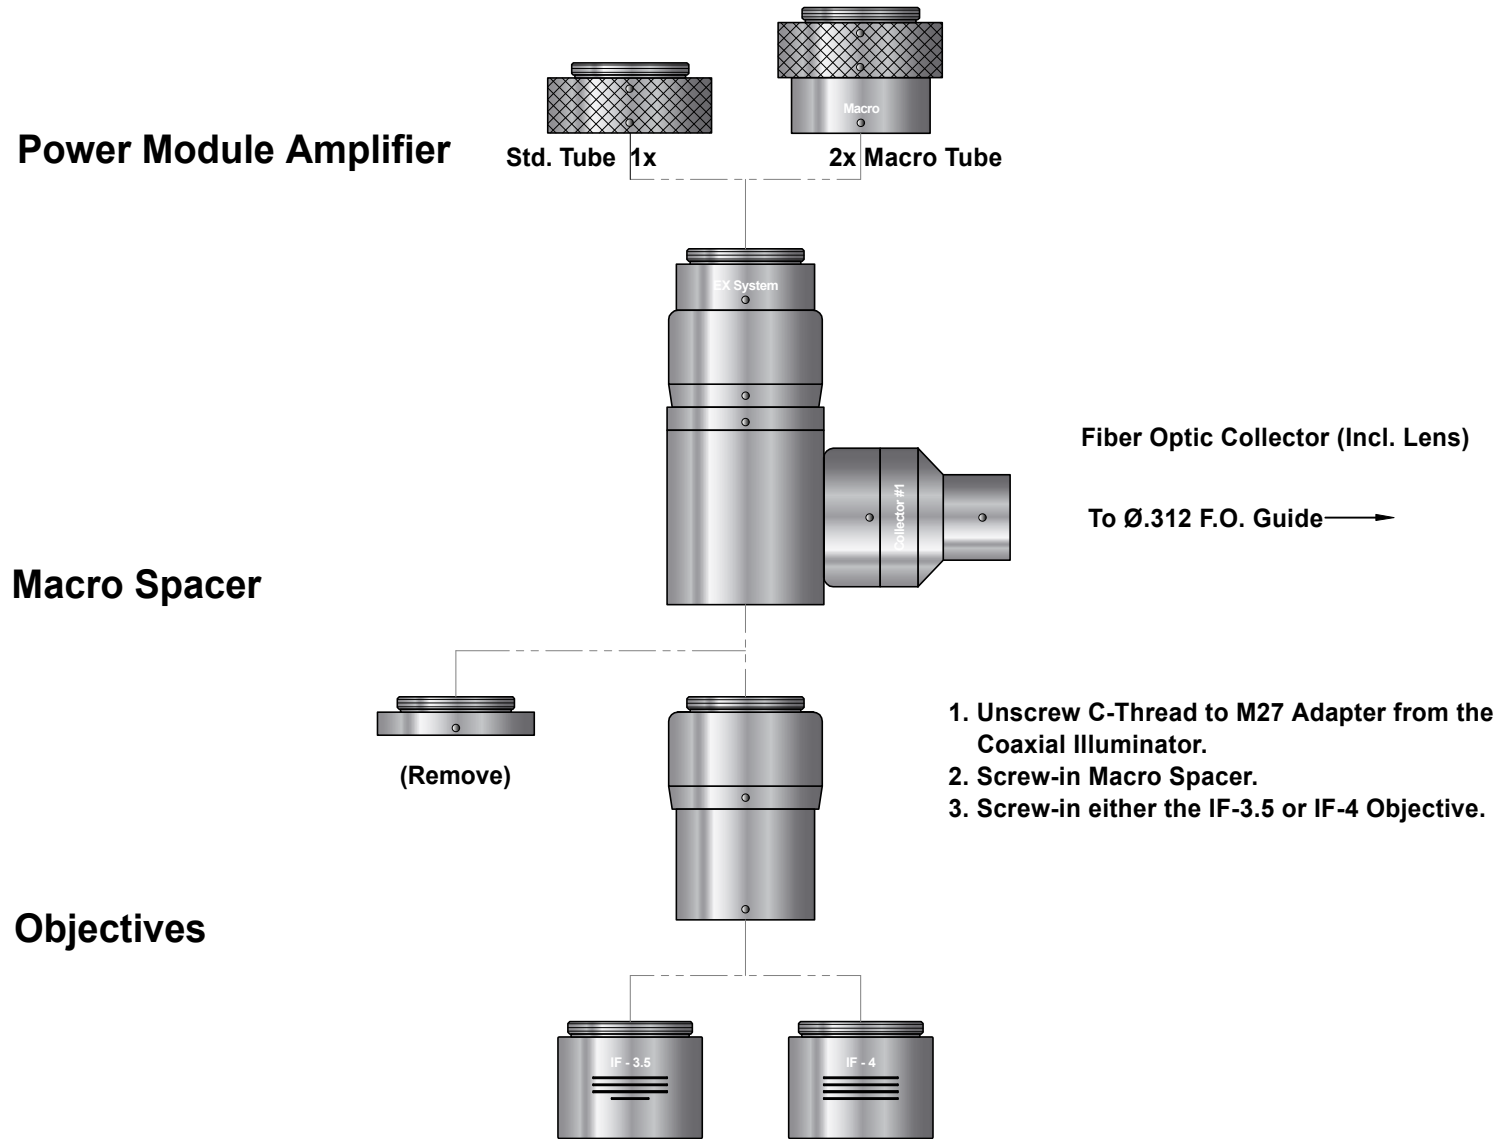 Macro
Power Module Amplifier
Std. Tube 1x
2x Macro Tube
EX System
Fiber Optic Collector (Incl. Lens)
Collector #1
To Ø.312 F.O. Guide
Macro Spacer
(Remove)
1. Unscrew C-Thread to M27 Adapter from the
Coaxial Illuminator.
2. Screw-in Macro Spacer.
3. Screw-in either the IF-3.5 or IF-4 Objective.
Objectives
IF - 3.5
IF - 4